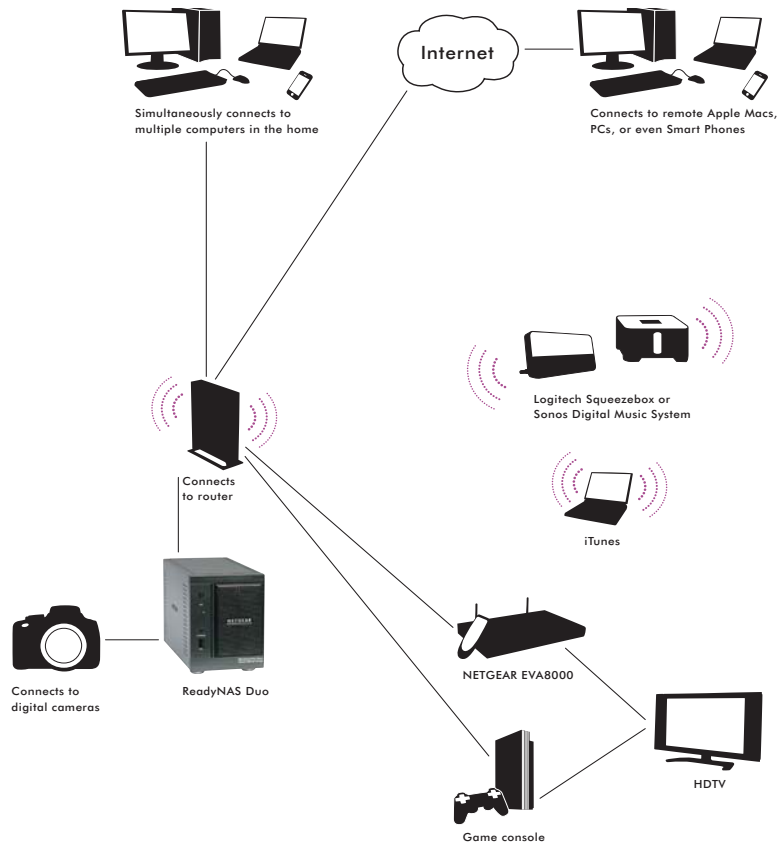 Internet
Simultaneously connects to
multiple computers in the home
Connects to remote Apple Macs,
PCs, or even Smart Phones
Logitech Squeezebox or
Sonos Digital Music System
Connects
to router
iTunes
NETGEAR
Connects to
digital cameras
ReadyNAS Duo
NETGEAR EVA8000
HDTV
Game console